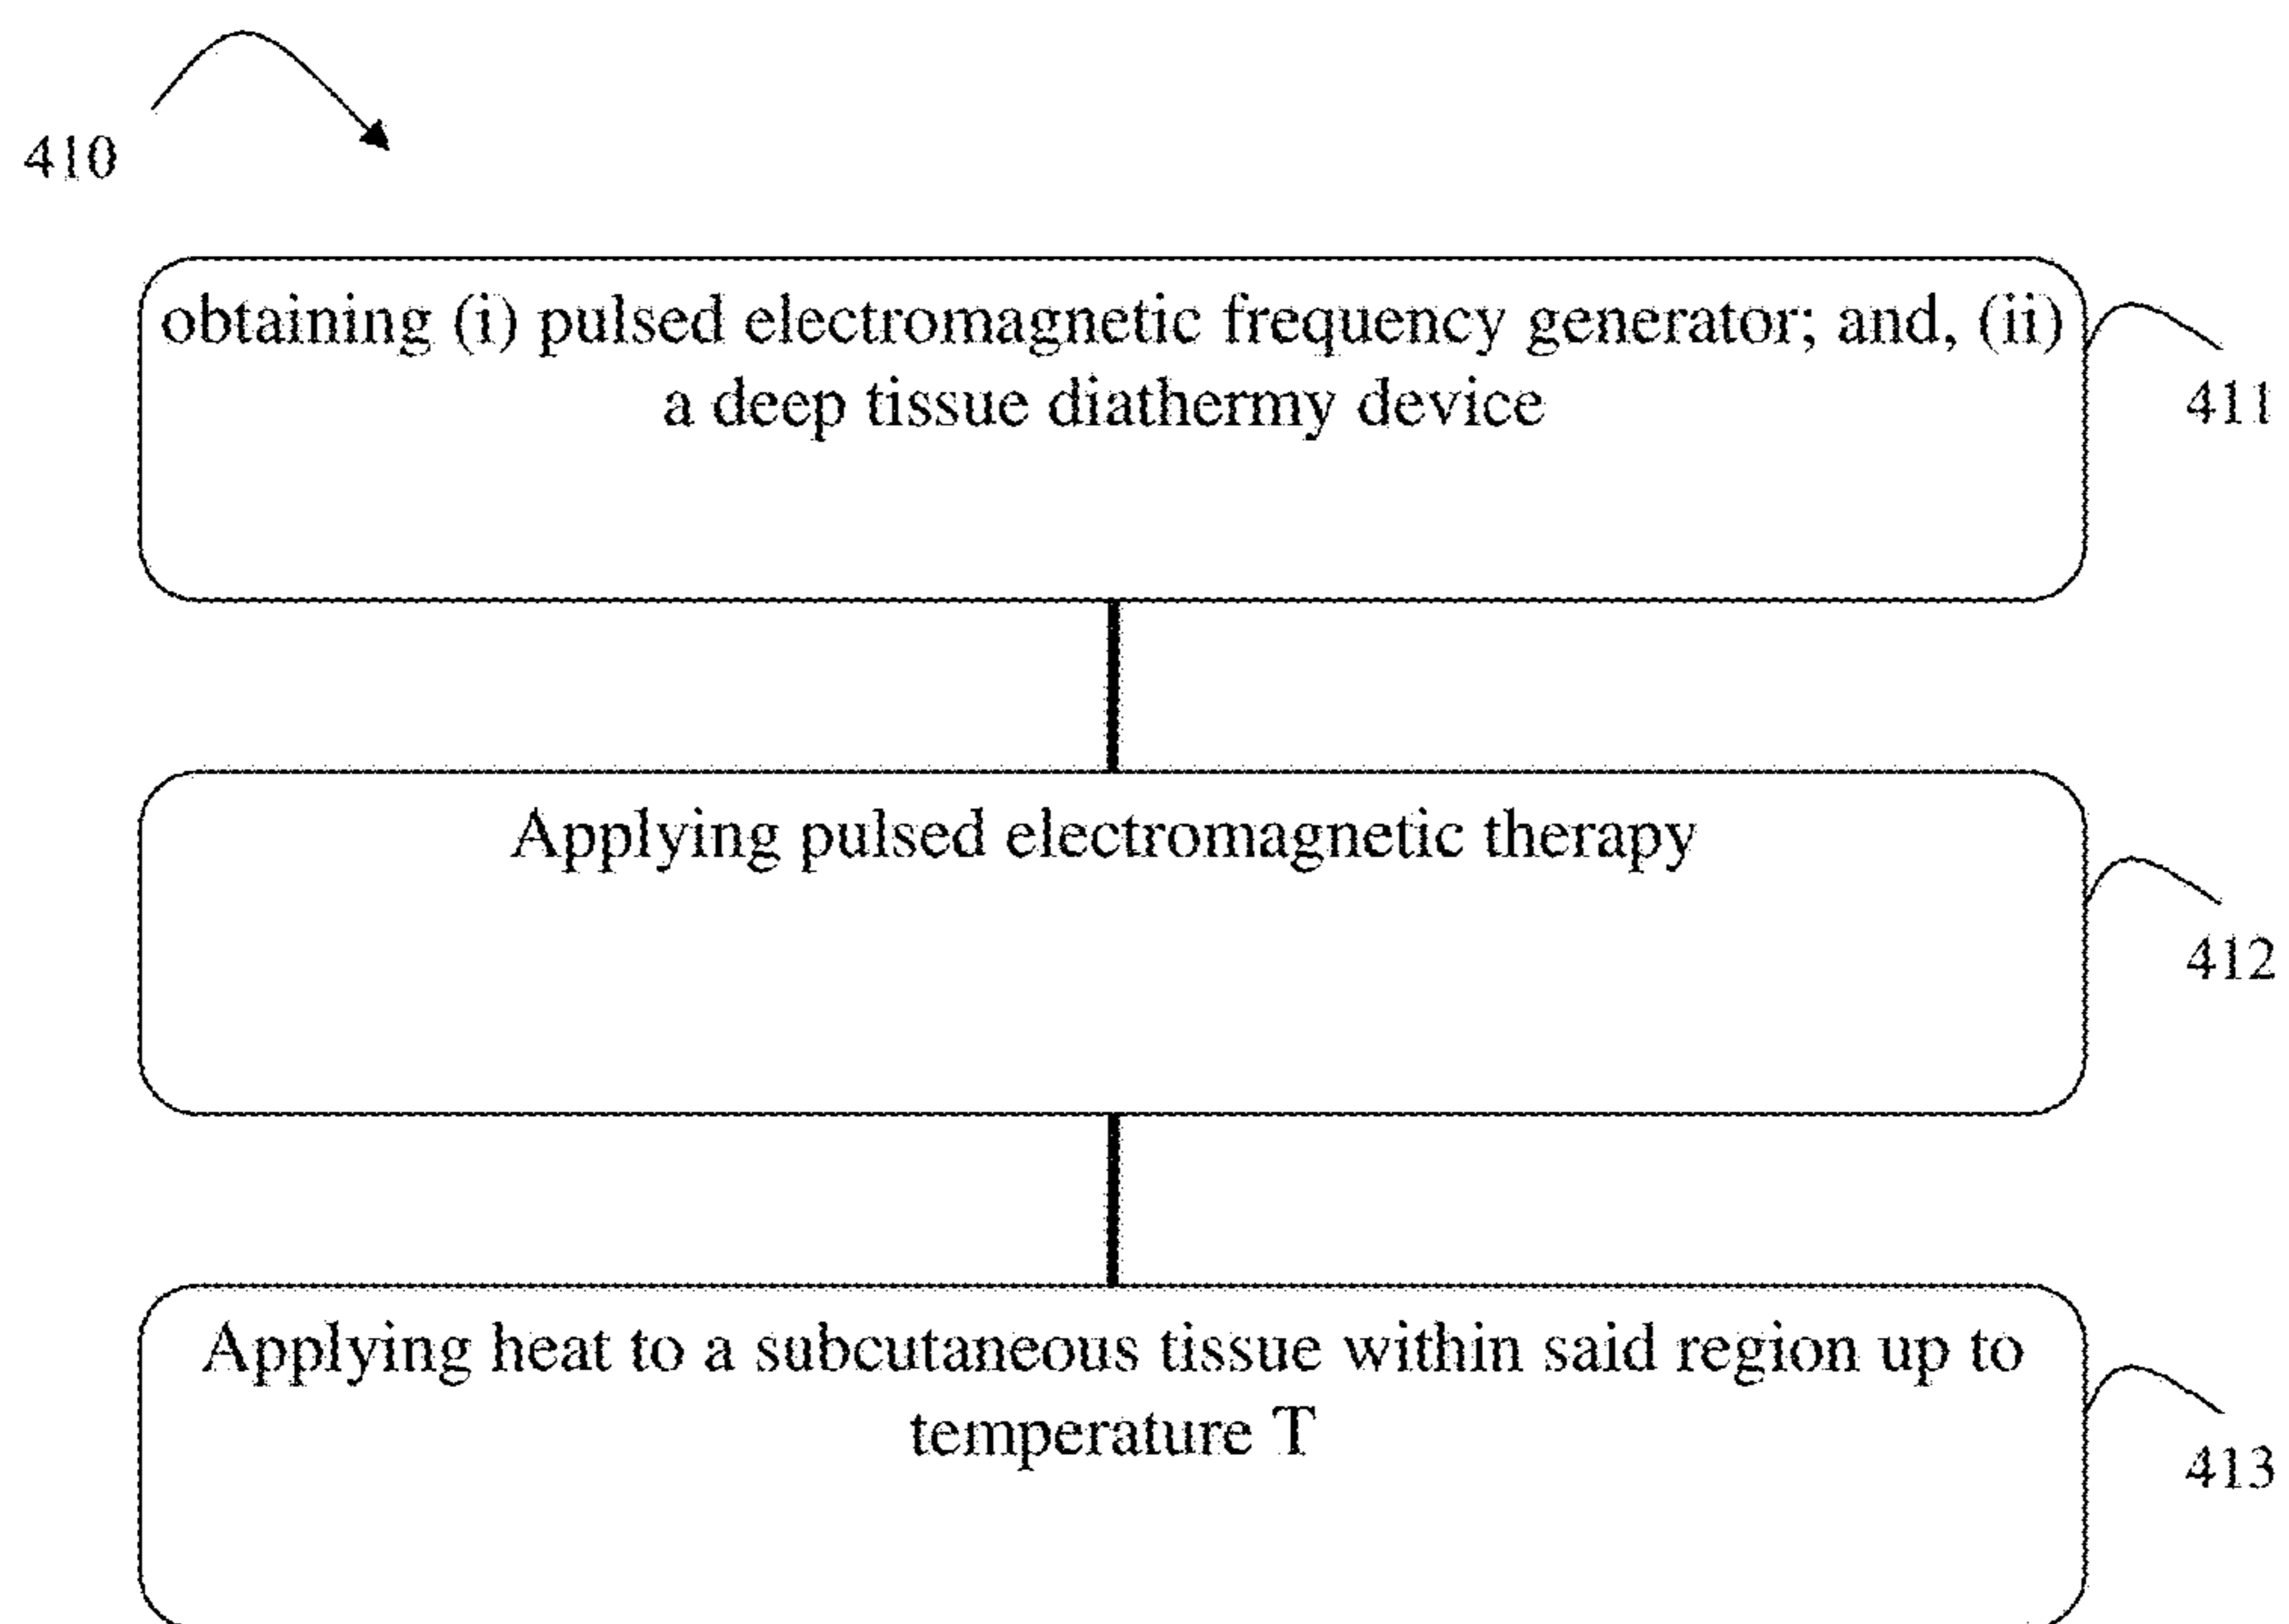 410
obtaining (i) pulsed electromagnetic frequency generator; and, (ii)
a deep tissue diathermy device
411
Applying pulsed electromagnetic therapy
412
Applying heat to a subcutaneous tissue within said region up to
temperature T
413